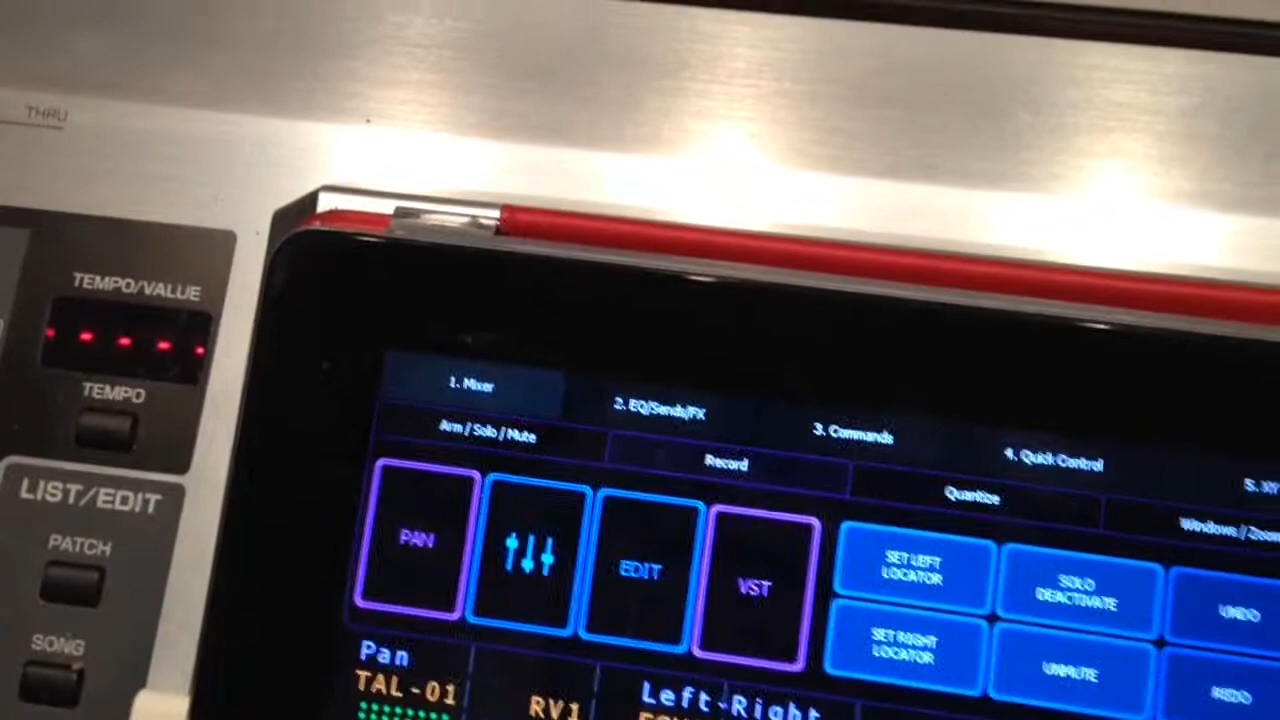 THRU
TEMPO/VALUE
TEMPO
LIST/EDIT
PATCH
SONG
1. Mixer
2. EQ/Sends/FX
3. Commands
4. Quick Control
Arm / Solo / Mute
Record
Quantize
Windows / Zoom
PAN
EDIT
VST
SET LEFT
LOCATOR
SOLO
DEACTIVATE
UNDO
SET RIGHT
LOCATOR
UNMUTE
REDO
Pan
Left-Right
TAL-01
RV1